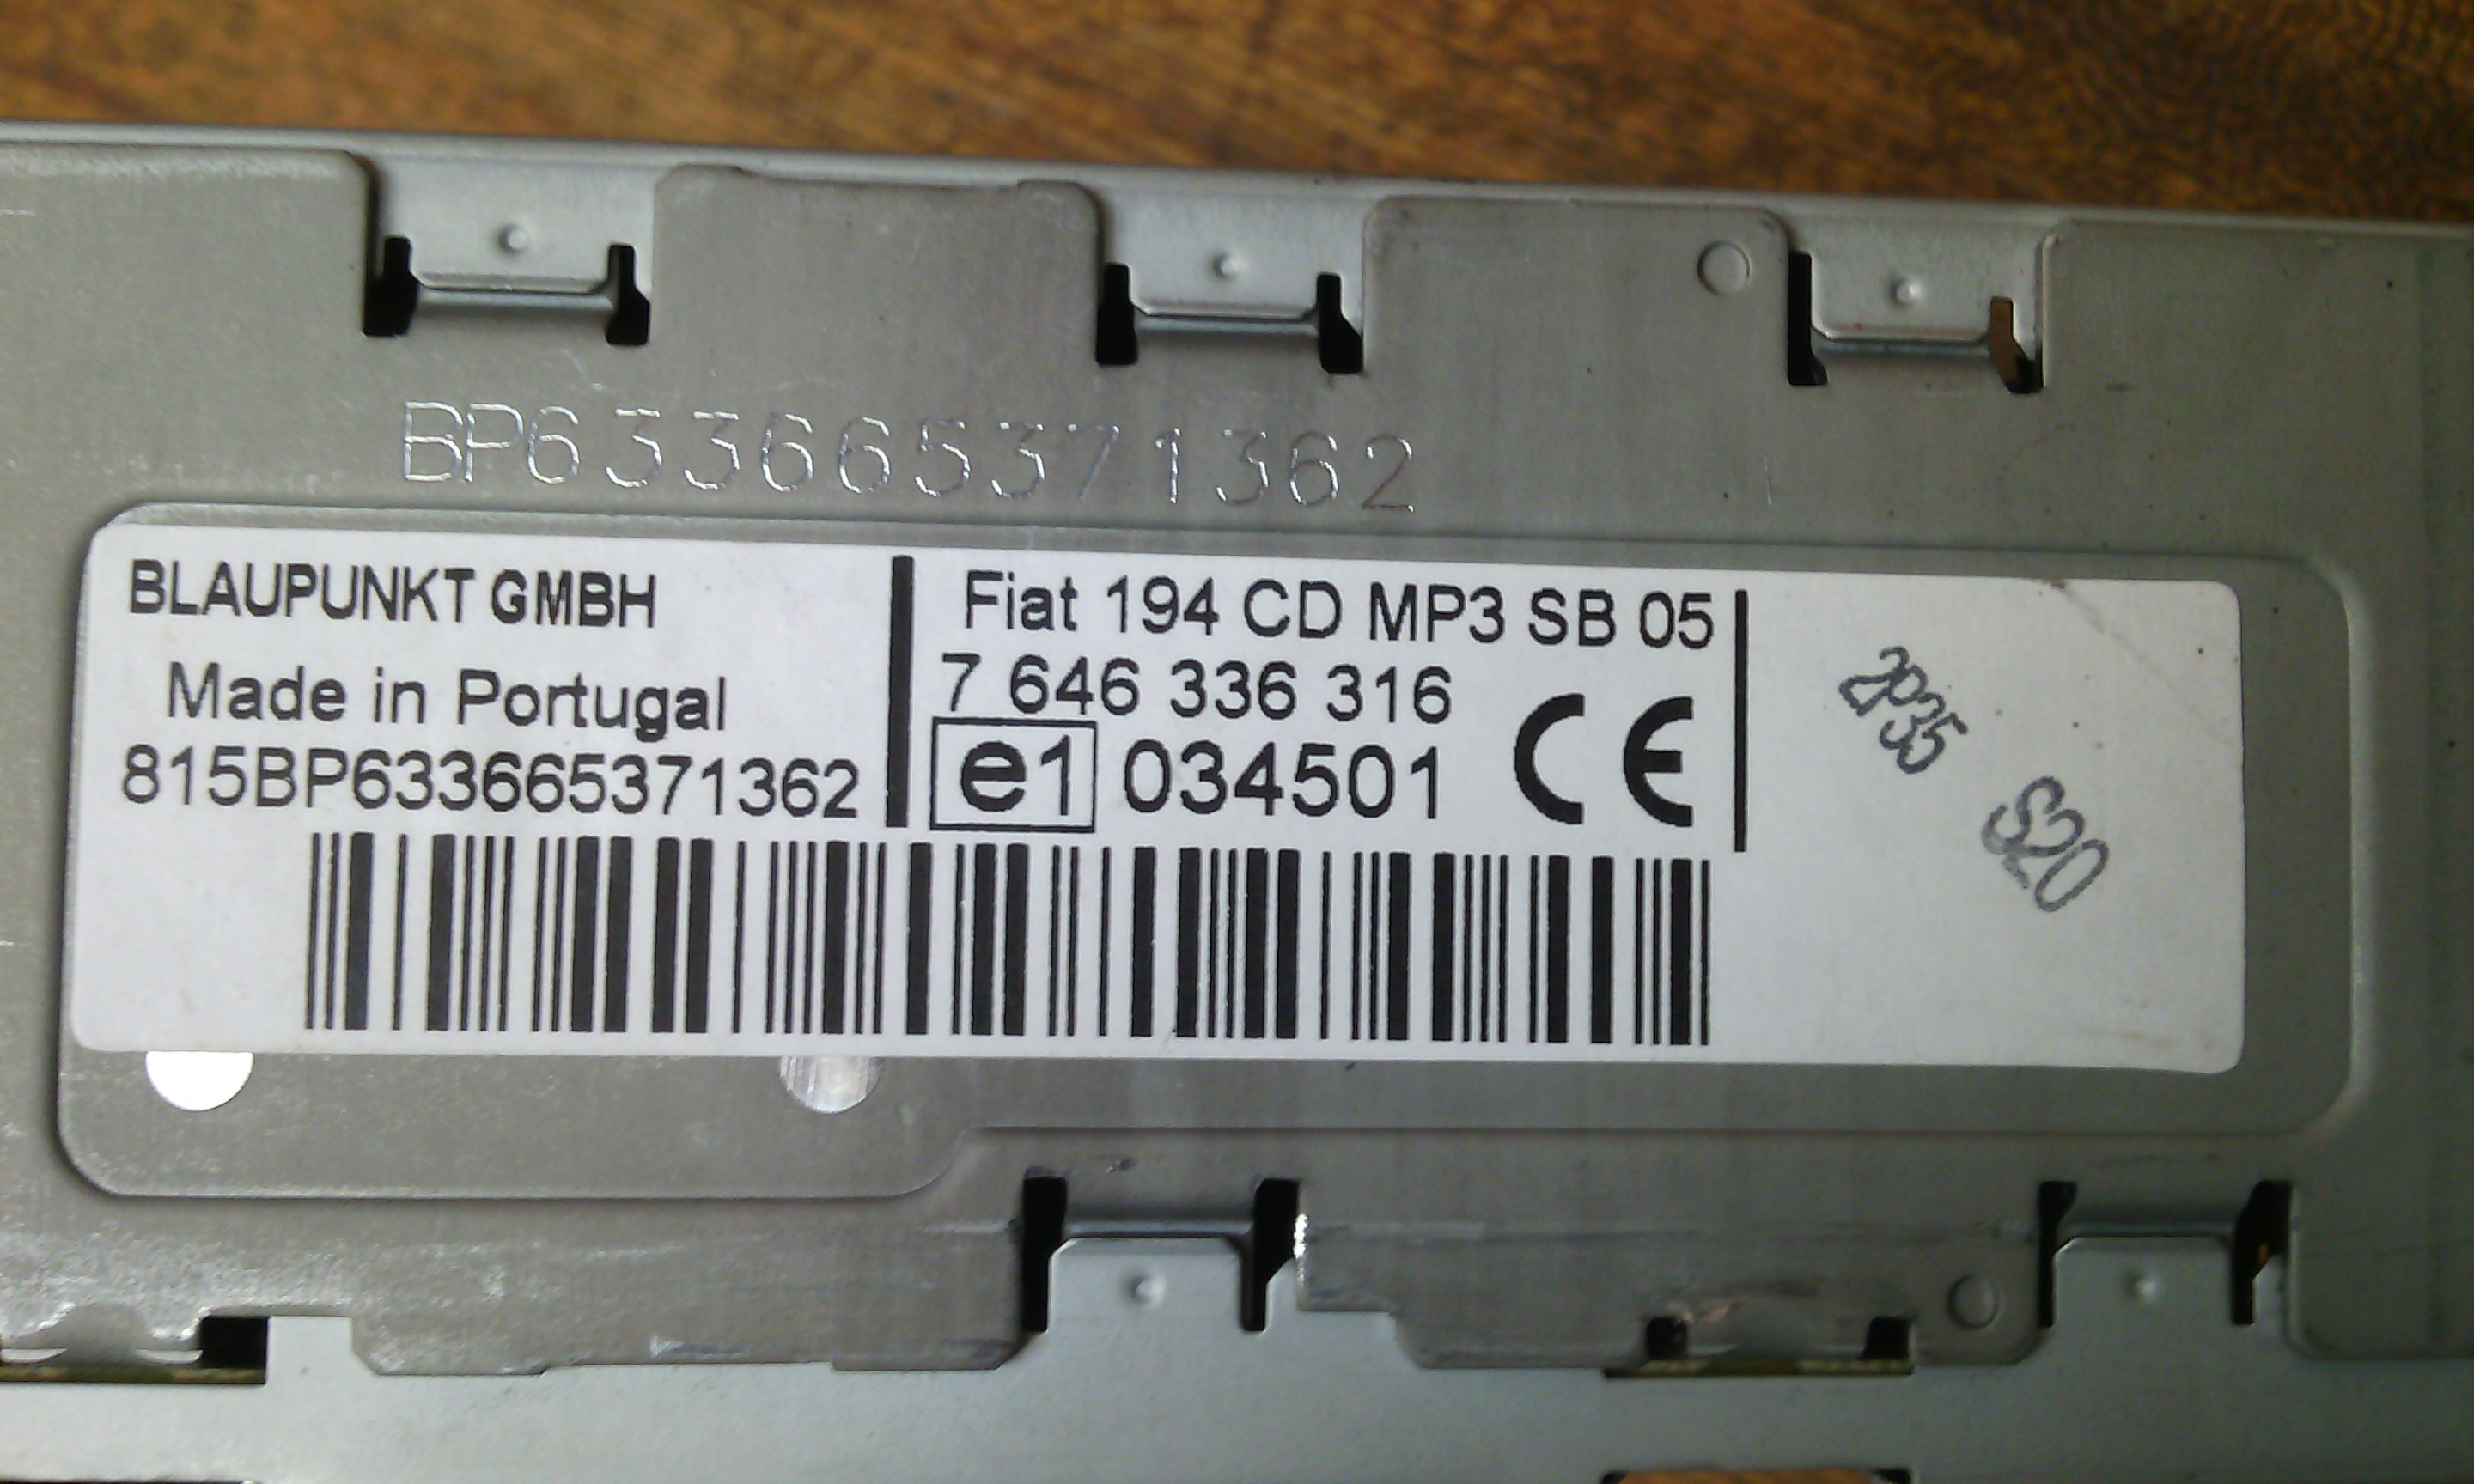 BP633665371362
BLAUPUNKT GMBH
Made in Portugal
815BP633665371362
Fiat 194 CD MP3 SB 05
7 646 336 316
e1 034501 CE
2P35
S20